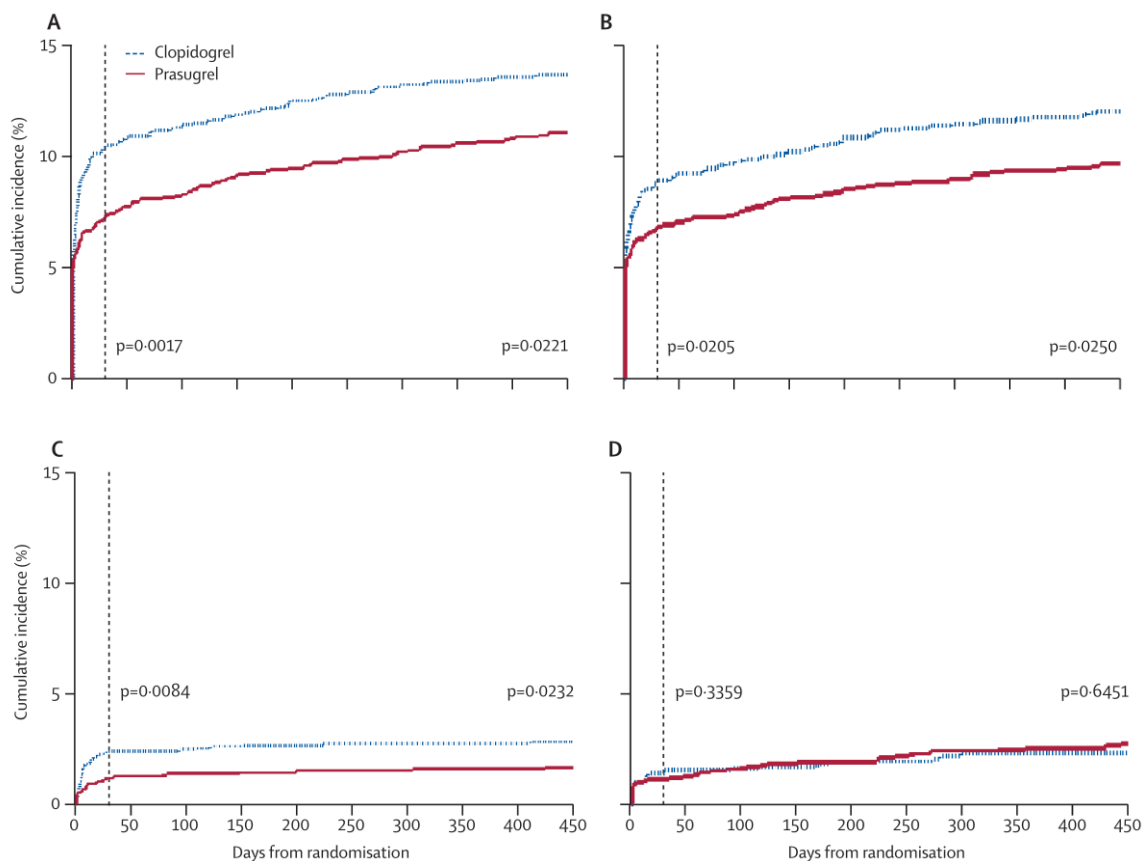 A
B
15
Clopidogrel
Prasugrel
10
5
0
Cumulative incidence (%)
p=0·0017
p=0·0221
p=0·0205
p=0·0250
C
D
15
10
5
0
Cumulative incidence (%)
p=0·0084
p=0·0232
p=0·3359
p=0·6451
0 50 100 150 200 250 300 350 400 450
0 50 100 150 200 250 300 350 400 450
Days from randomisation
Days from randomisation